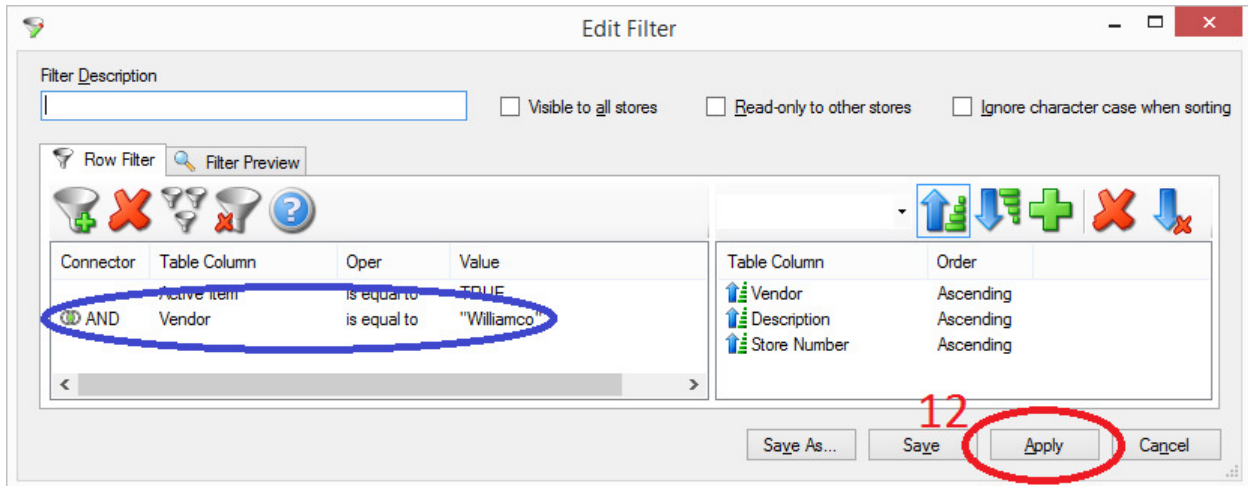 Edit Filter
Filter Description
Visible to all stores
Read-only to other stores
Ignore character case when sorting
Row Filter
Filter Preview
Connector Table Column Oper Value
Active Item is equal to TRUE
AND Vendor is equal to "Williamco"
Table Column Order
Vendor Ascending
Description Ascending
Store Number Ascending
12
Save As...
Save
Apply
Cancel